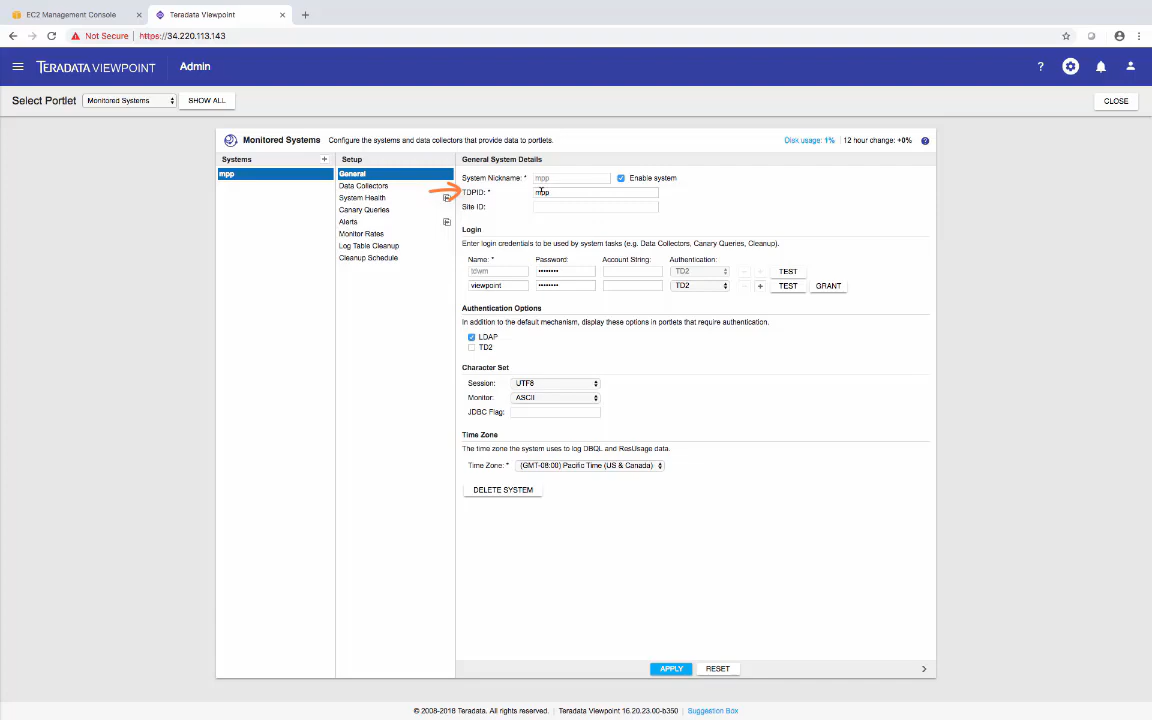 EC2 Management Console
Teradata Viewpoint
Not Secure
https://34.220.113.143
TERADATA VIEWPOINT
Admin
Select Portlet
Monitored Systems
SHOW ALL
CLOSE
Monitored Systems
Configure the systems and data collectors that provide data to portlets.
Disk usage: 1%
12 hour change: +0%
Systems
mpp
Setup
General
Data Collectors
System Health
Canary Queries
Alerts
Monitor Rates
Log Table Cleanup
Cleanup Schedule
General System Details
System Nickname: * mpp Enable system
TDPID: * mpp
Site ID:
Login
Enter login credentials to be used by system tasks (e.g. Data Collectors, Canary Queries, Cleanup).
Name: * Password: Account String: Authentication:
tdwm •••••••• TD2 TEST
viewpoint •••••••• TD2 TEST GRANT
Authentication Options
In addition to the default mechanism, display these options in portlets that require authentication.
LDAP
TD2
Character Set
Session: UTF8
Monitor: ASCII
JDBC Flag:
Time Zone
The time zone the system uses to log DBQL and ResUsage data.
Time Zone: * (GMT-08:00) Pacific Time (US & Canada)
DELETE SYSTEM
APPLY RESET
© 2008-2018 Teradata. All rights reserved. | Teradata Viewpoint 16.20.23.00-b350 | Suggestion Box